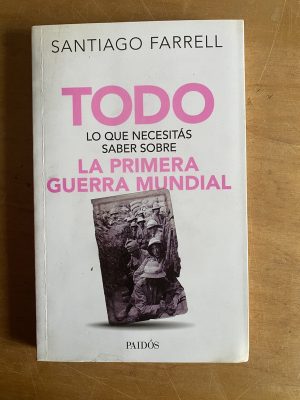 SANTIAGO FARRELL
TODO
LO QUE NECESITÁS
SABER SOBRE
LA PRIMERA
GUERRA MUNDIAL
PAIDÓS